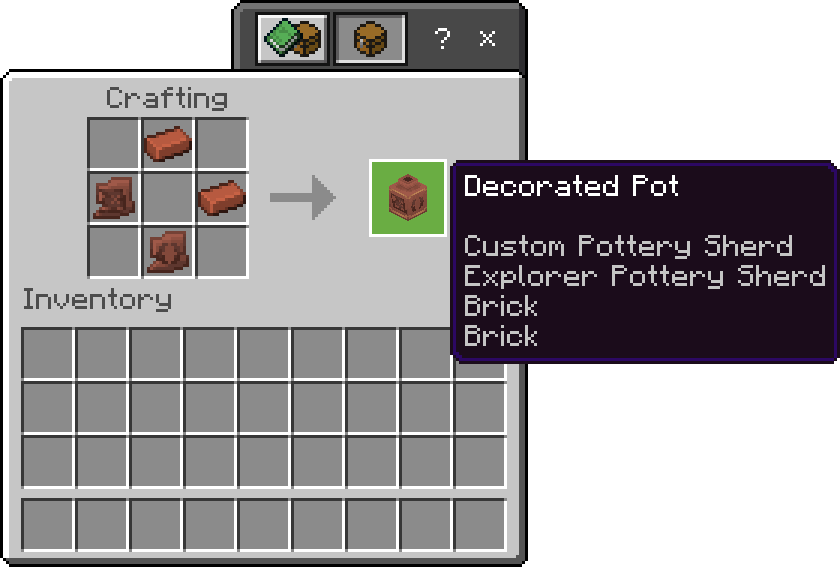 ? x
Crafting
Decorated Pot
Custom Pottery Sherd
Explorer Pottery Sherd
Brick
Brick
Inventory